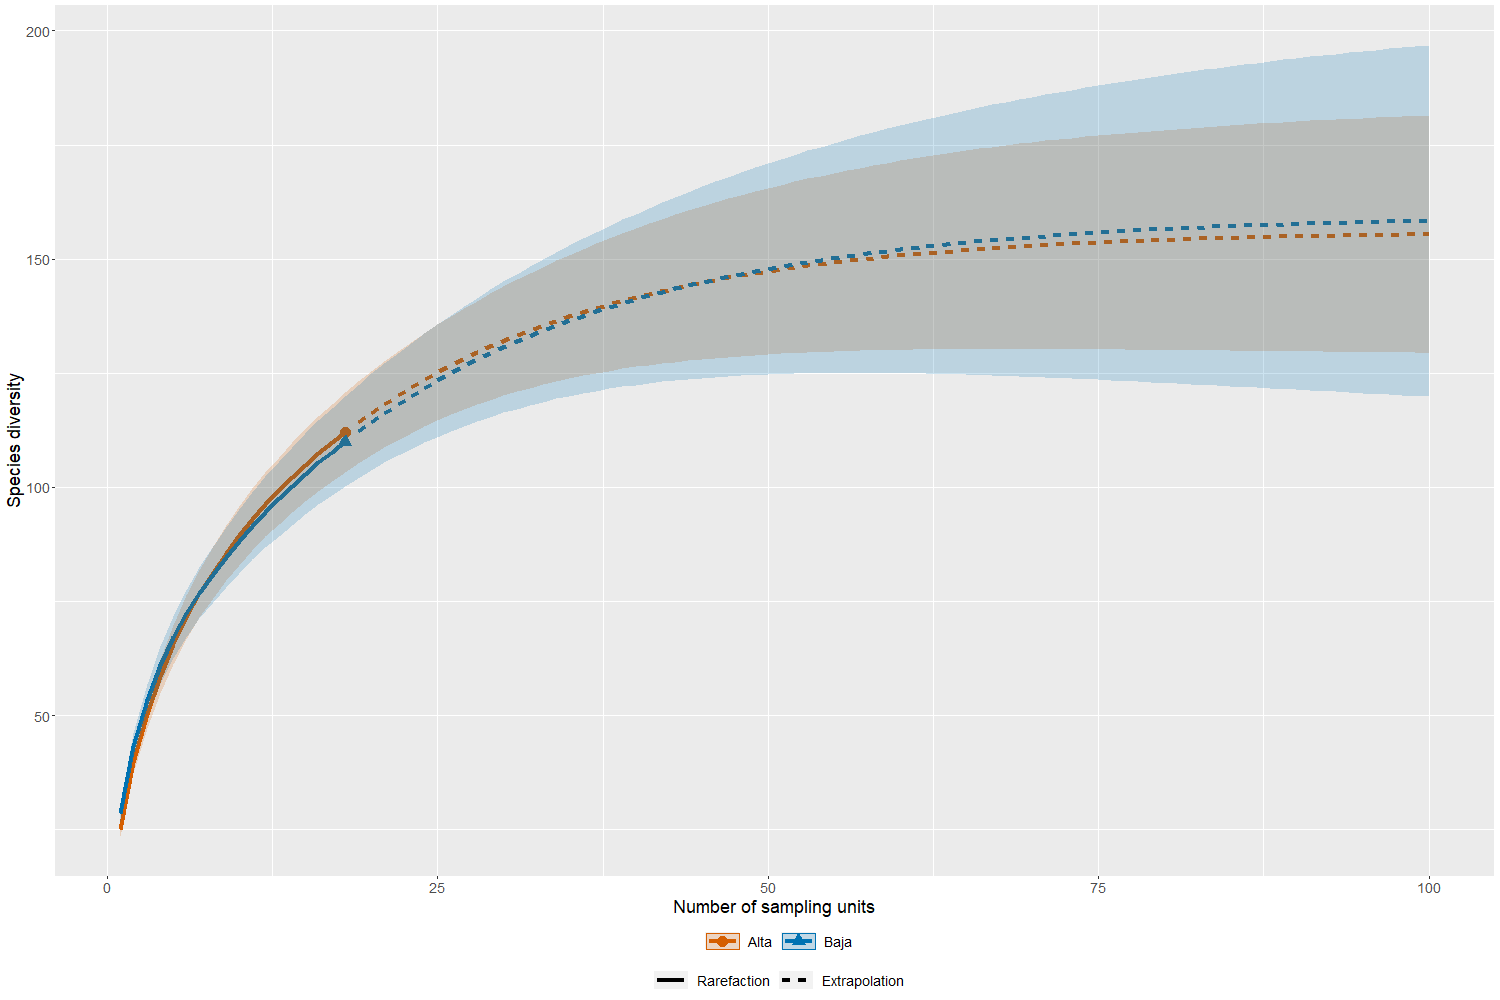 200
150
100
50
Species diversity
0 25 50 75 100
Number of sampling units
Alta Baja
Rarefaction Extrapolation